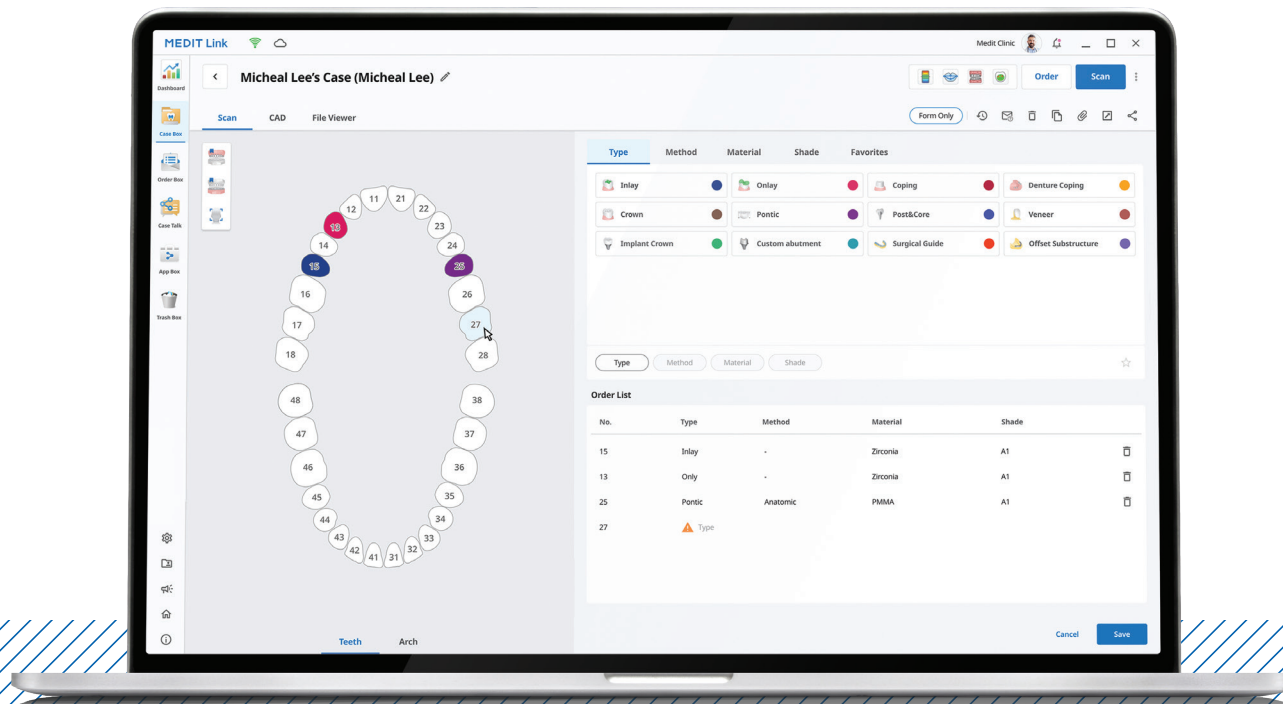 MEDIT Link
Medit Clinic
Dashboard
Case Box
Order Box
Case Talk
App Box
Trash Box
Micheal Lee's Case (Micheal Lee)
Order
Scan
Scan CAD File Viewer
Form Only
11 21
12 22
13 23
14 24
15 25
16 26
17 27
18 28
48 38
47 37
46 36
45 35
44 34
43 33
42 41 31 32
Teeth Arch
Type Method Material Shade Favorites
Inlay Onlay Coping Denture Coping
Crown Pontic Post&Core Veneer
Implant Crown Custom abutment Surgical Guide Offset Substructure
Type Method Material Shade
Order List
No. Type Method Material Shade
15 Inlay - Zirconia A1
13 Only - Zirconia A1
25 Pontic Anatomic PMMA A1
27 Type
Cancel Save